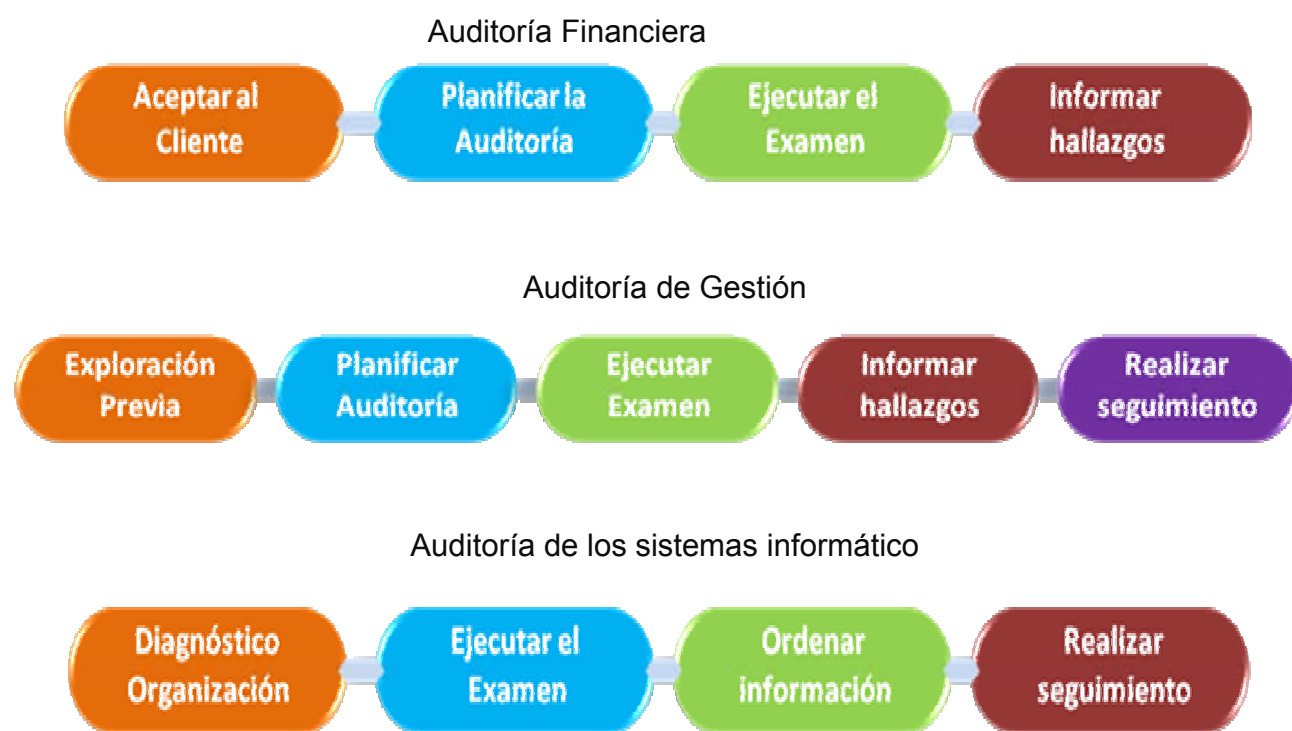 Auditoría Financiera
Aceptar al
Cliente
Planificar la
Auditoría
Ejecutar el
Examen
Informar
hallazgos
Auditoría de Gestión
Exploración
Previa
Planificar
Auditoría
Ejecutar
Examen
Informar
hallazgos
Realizar
seguimiento
Auditoría de los sistemas informático
Diagnóstico
Organización
Ejecutar el
Examen
Ordenar
información
Realizar
seguimiento